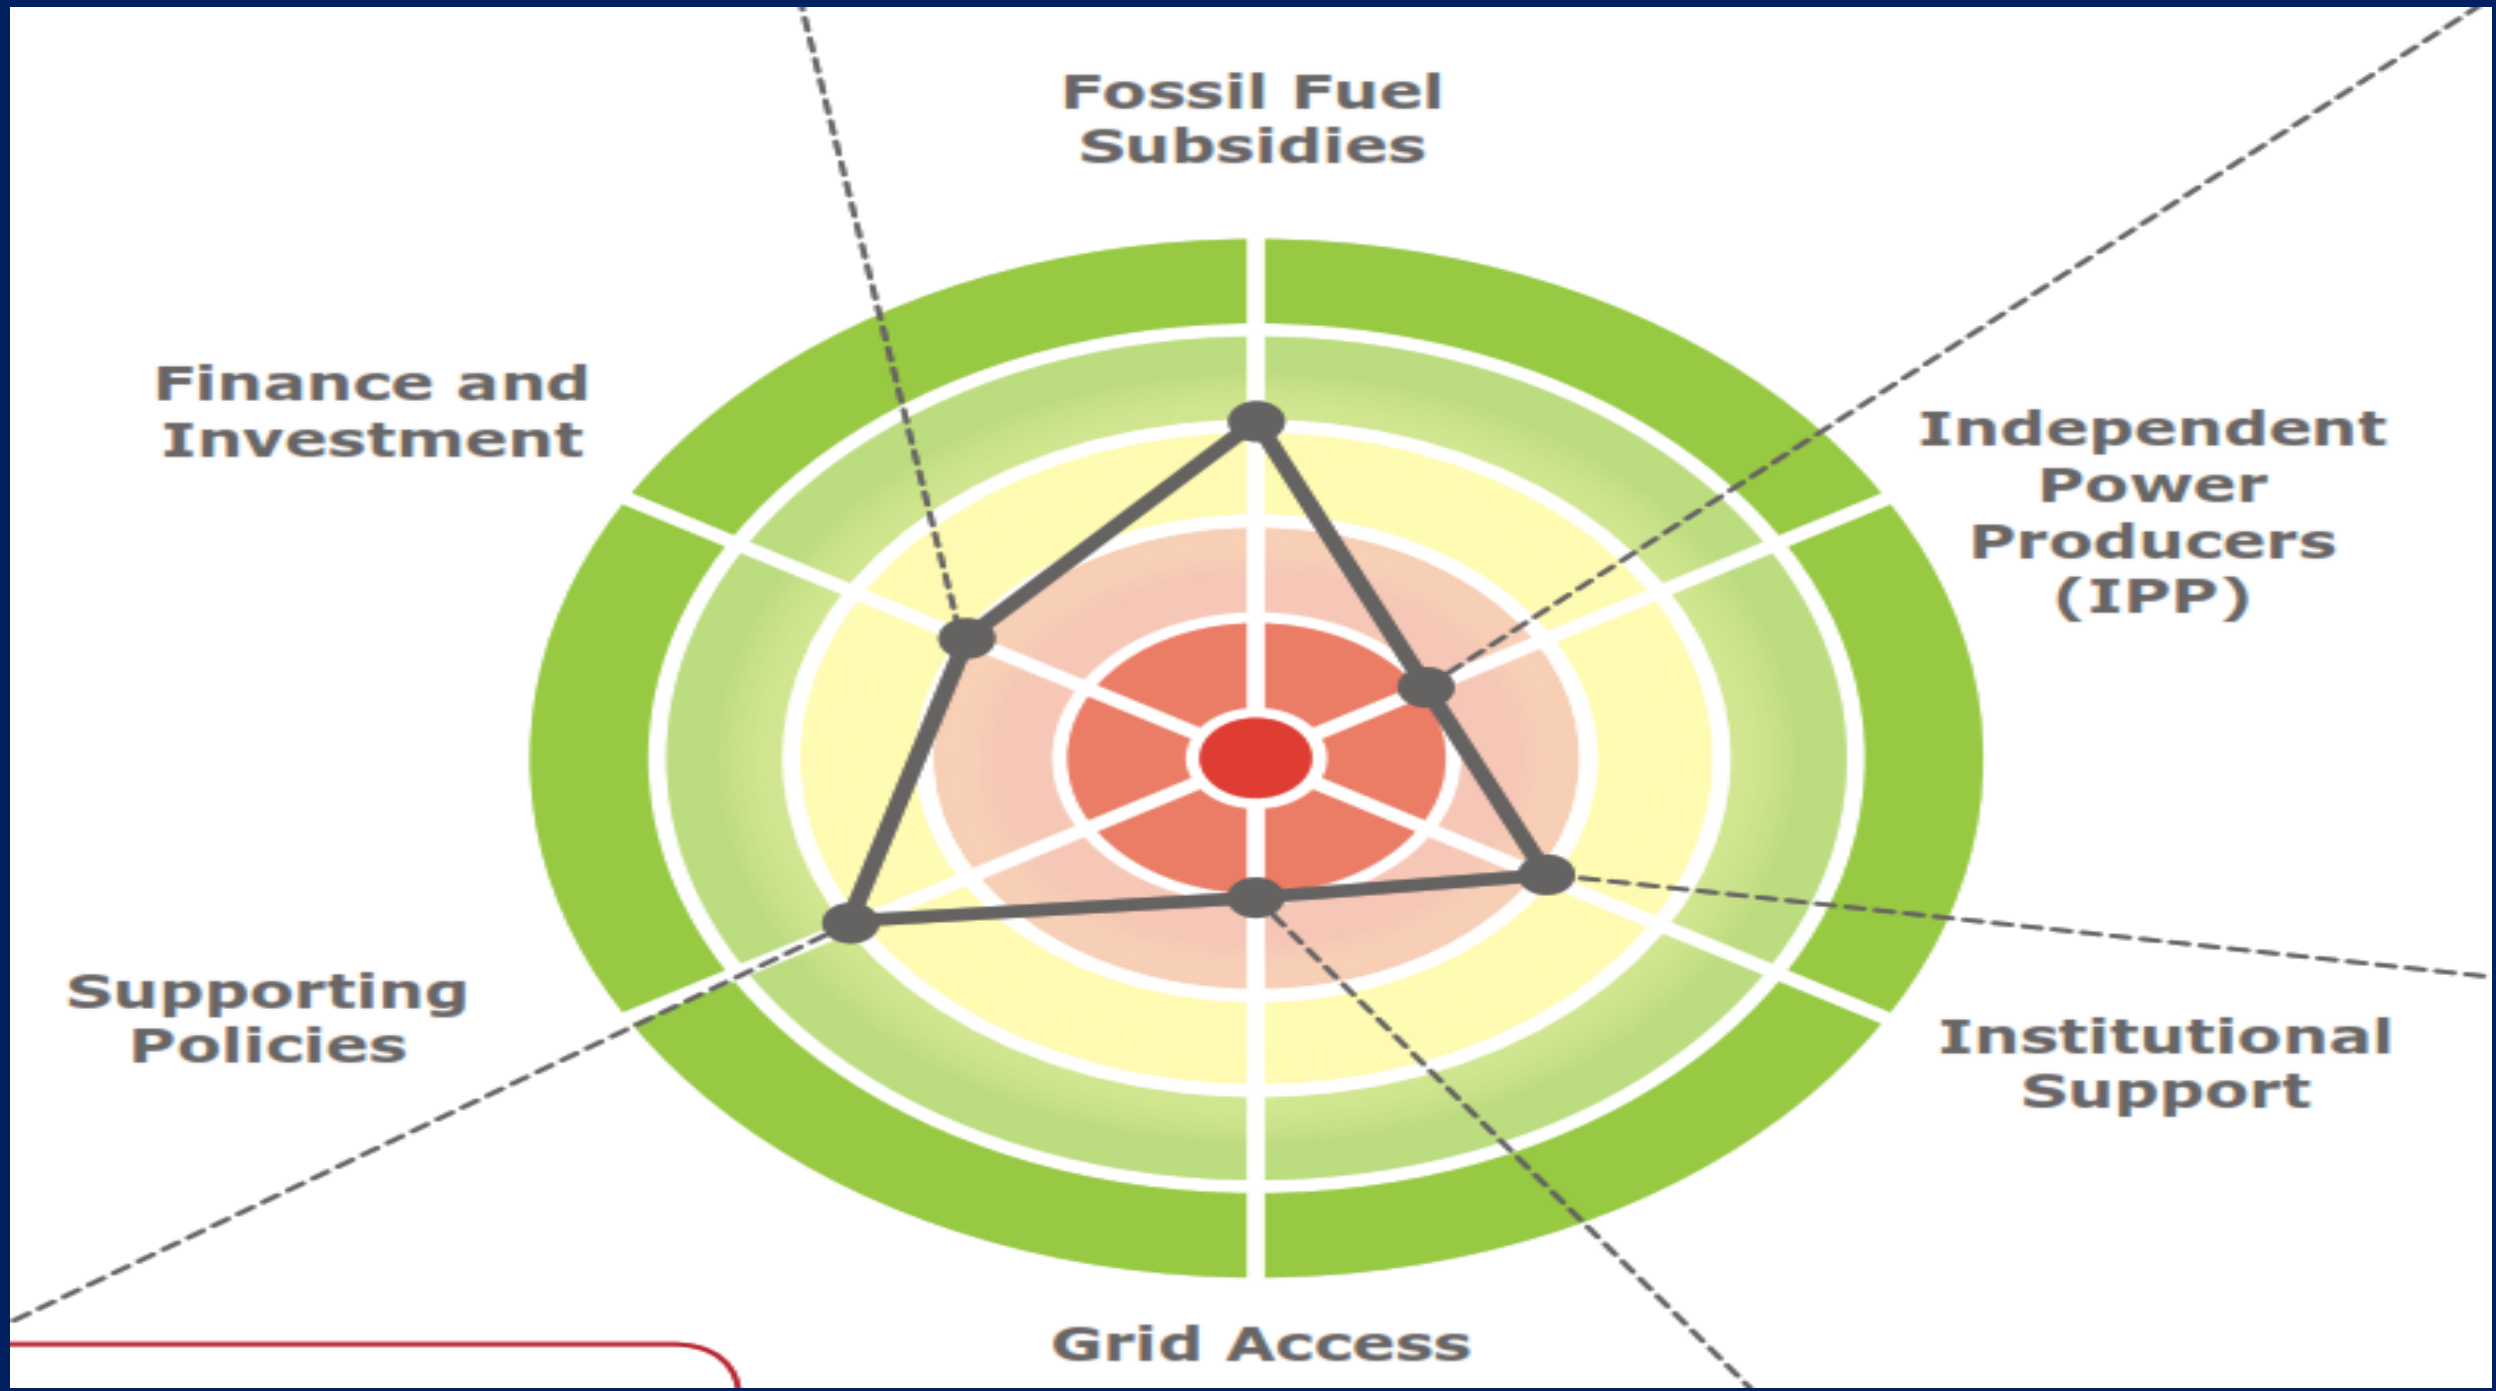 Fossil Fuel
Subsidies
Finance and
Investment
Independent
Power
Producers
(IPP)
Supporting
Policies
Institutional
Support
Grid Access